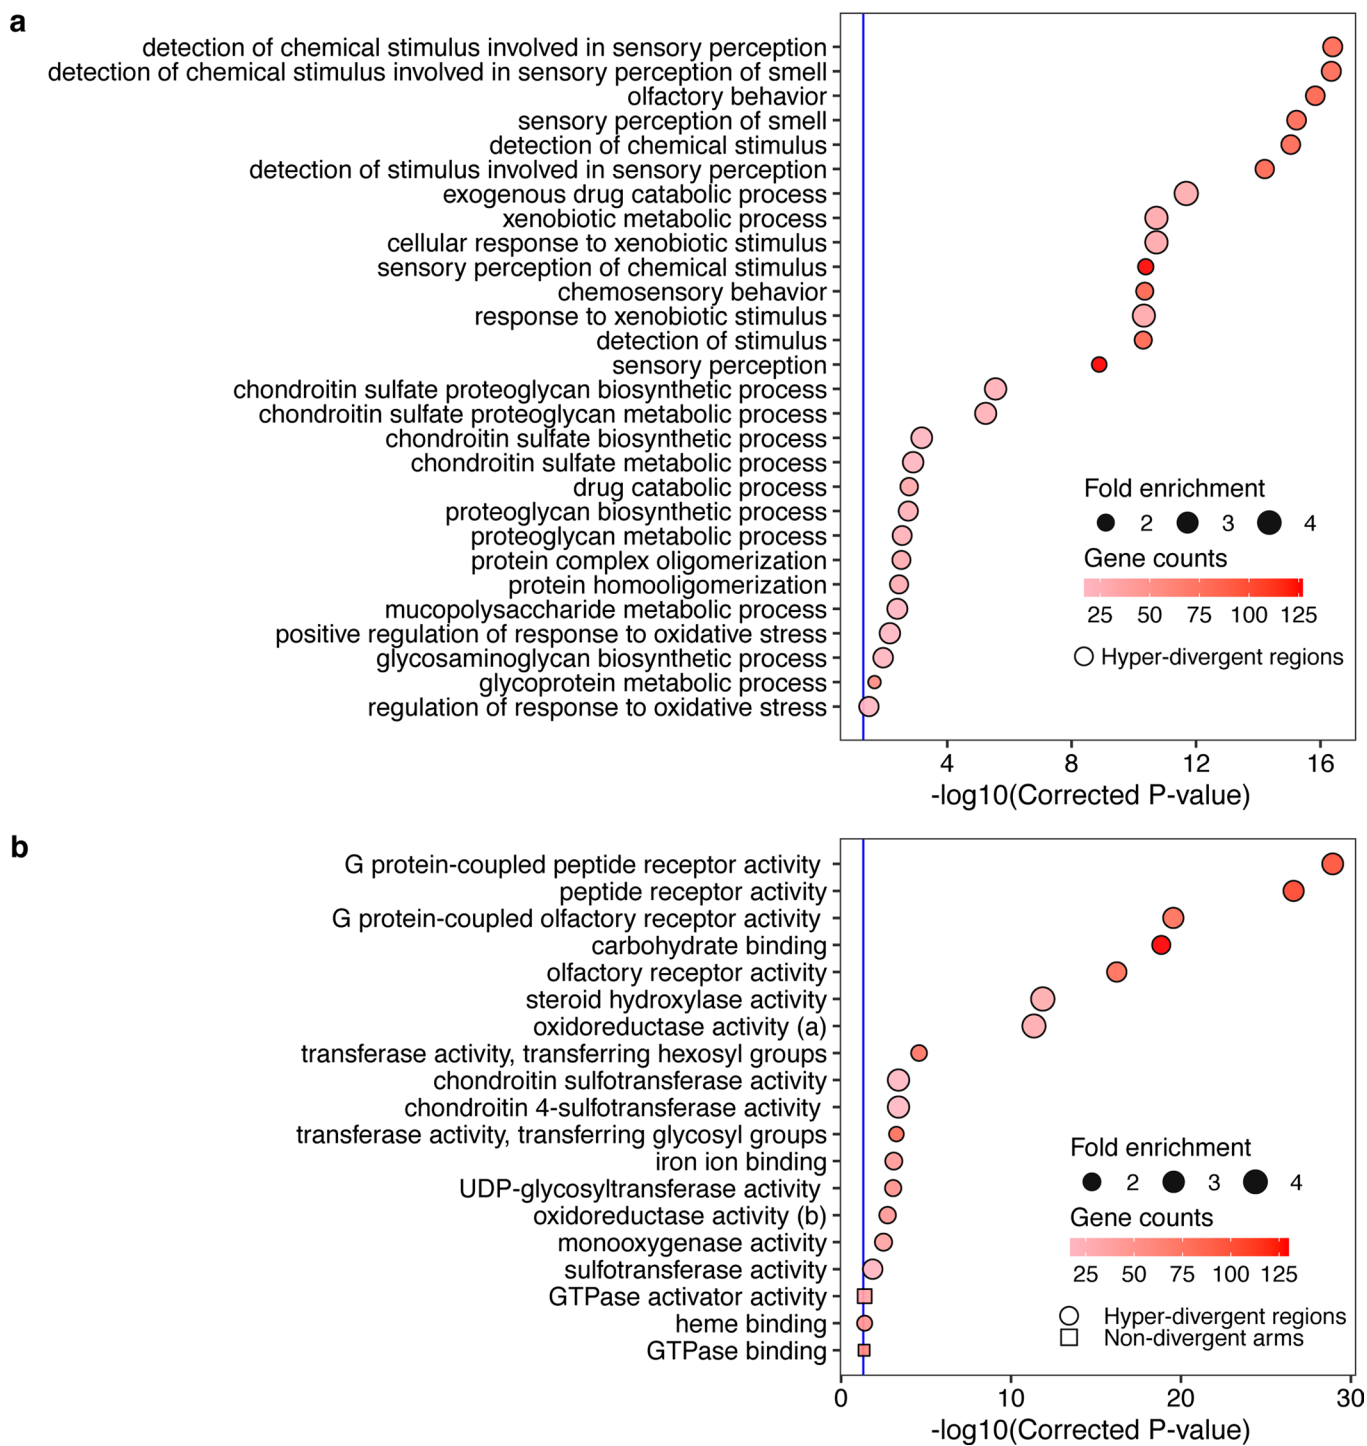 a
detection of chemical stimulus involved in sensory perception
detection of chemical stimulus involved in sensory perception of smell
olfactory behavior
sensory perception of smell
detection of chemical stimulus
detection of stimulus involved in sensory perception
exogenous drug catabolic process
xenobiotic metabolic process
cellular response to xenobiotic stimulus
sensory perception of chemical stimulus
chemosensory behavior
response to xenobiotic stimulus
detection of stimulus
sensory perception
chondroitin sulfate proteoglycan biosynthetic process
chondroitin sulfate proteoglycan metabolic process
chondroitin sulfate biosynthetic process
chondroitin sulfate metabolic process
drug catabolic process
proteoglycan biosynthetic process
proteoglycan metabolic process
protein complex oligomerization
protein homooligomerization
mucopolysaccharide metabolic process
positive regulation of response to oxidative stress
glycosaminoglycan biosynthetic process
glycoprotein metabolic process
regulation of response to oxidative stress
Fold enrichment
2 3 4
Gene counts
25 50 75 100 125
Hyper-divergent regions
4 8 12 16
-log10(Corrected P-value)
b
G protein-coupled peptide receptor activity
peptide receptor activity
G protein-coupled olfactory receptor activity
carbohydrate binding
olfactory receptor activity
steroid hydroxylase activity
oxidoreductase activity (a)
transferase activity, transferring hexosyl groups
chondroitin sulfotransferase activity
chondroitin 4-sulfotransferase activity
transferase activity, transferring glycosyl groups
iron ion binding
UDP-glycosyltransferase activity
oxidoreductase activity (b)
monooxygenase activity
sulfotransferase activity
GTPase activator activity
heme binding
GTPase binding
Fold enrichment
2 3 4
Gene counts
25 50 75 100 125
Hyper-divergent regions
Non-divergent arms
0 10 20 30
-log10(Corrected P-value)